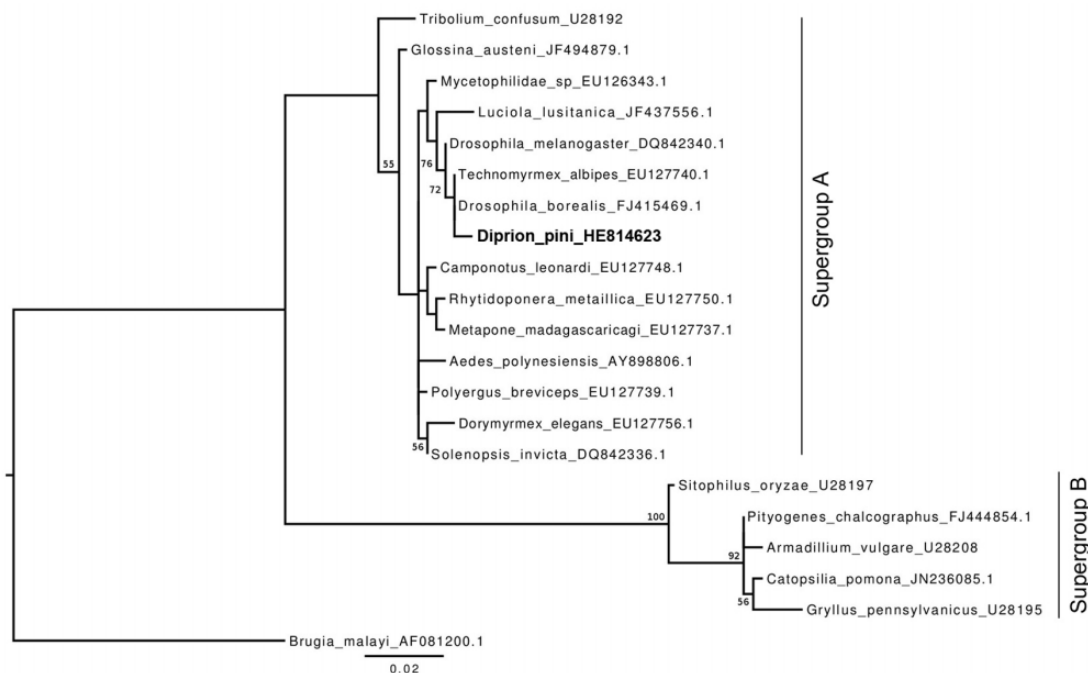 Tribolium_confusum_U28192
Glossina_austeni_JF494879.1
Mycetophilidae_sp_EU126343.1
Luciola_lusitanica_JF437556.1
Drosophila_melanogaster_DQ842340.1
55
76
Technomyrmex_albipes_EU127740.1
72
Drosophila_borealis_FJ415469.1
Diprion_pini_HE814623
Camponotus_leonardi_EU127748.1
Rhytidoponera_metaillica_EU127750.1
Metapone_madagascaricagi_EU127737.1
Aedes_polynesiensis_AY898806.1
Polyergus_breviceps_EU127739.1
Dorymyrmex_elegans_EU127756.1
56
Solenopsis_invicta_DQ842336.1
Supergroup A
Sitophilus_oryzae_U28197
100
Pityogenes_chalcographus_FJ444854.1
92
Armadillium_vulgare_U28208
Catopsilia_pomona_JN236085.1
56
Gryllus_pennsylvanicus_U28195
Supergroup B
Brugia_malayi_AF081200.1
0.02